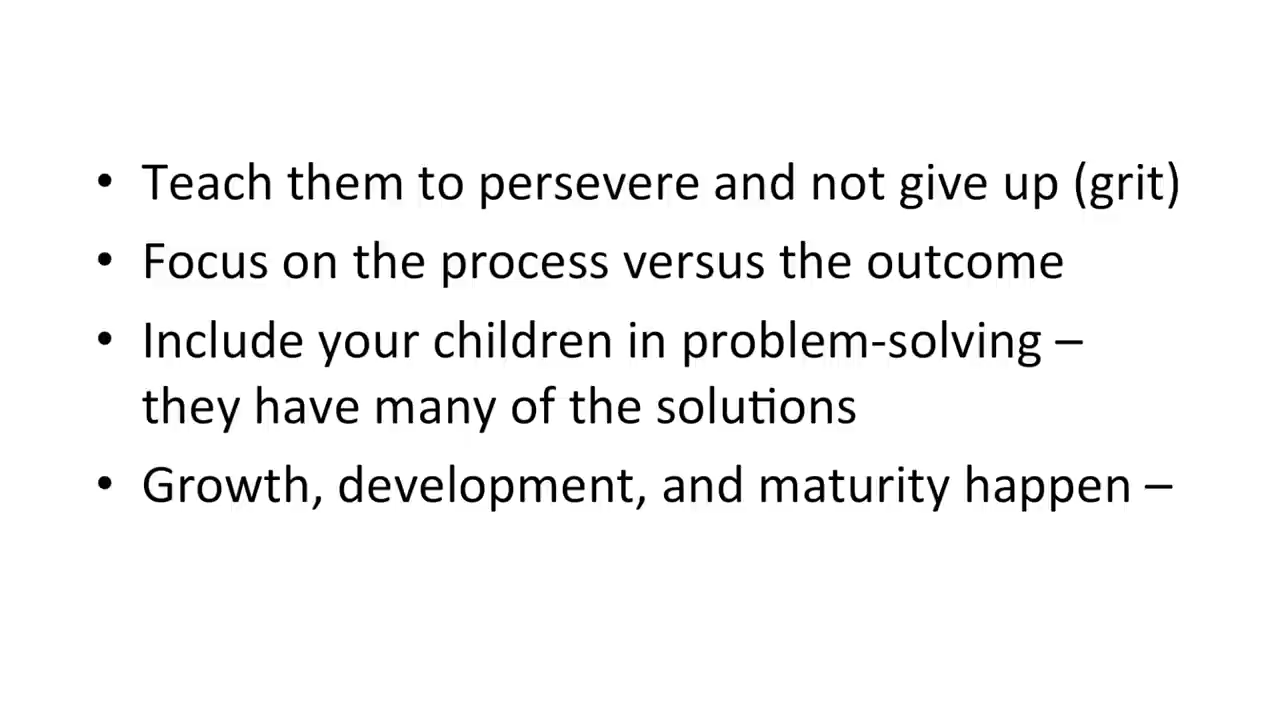 • Teach them to persevere and not give up (grit)
• Focus on the process versus the outcome
• Include your children in problem-solving –
they have many of the solutions
• Growth, development, and maturity happen –